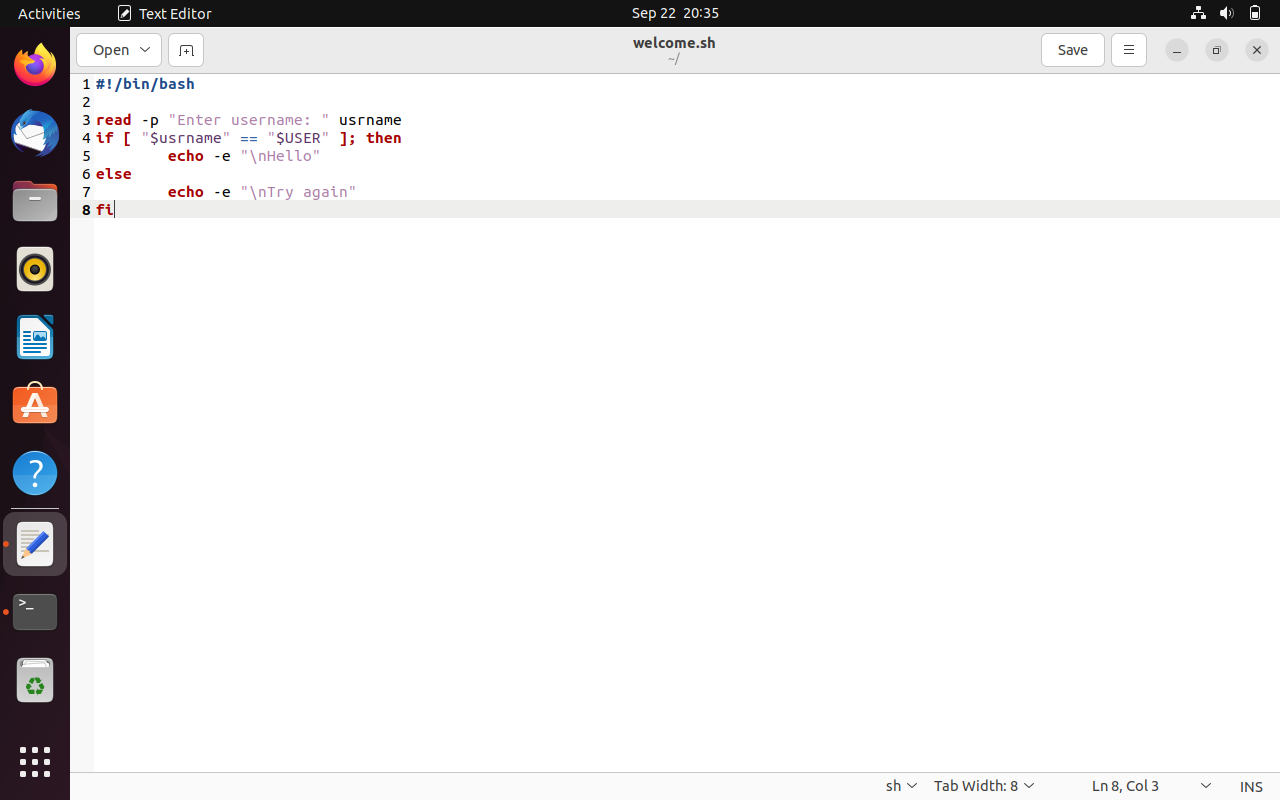 Activities Text Editor Sep 22 20:35
Open welcome.sh Save
~/
1 #!/bin/bash
2
3 read -p "Enter username: " usrname
4 if [ "$usrname" == "$USER" ]; then
5         echo -e "\nHello"
6 else
7         echo -e "\nTry again"
8 fi
>_
?
sh Tab Width: 8 Ln 8, Col 3 INS